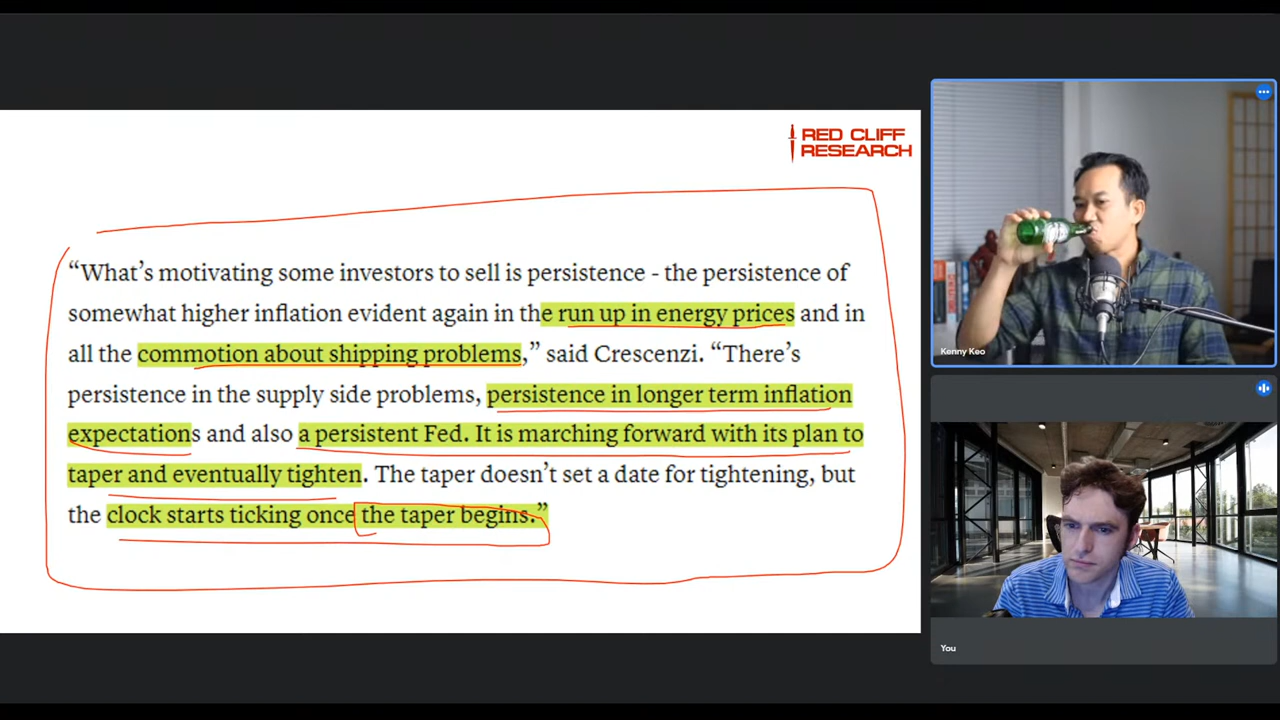 RED CLIFF
RESEARCH
“What’s motivating some investors to sell is persistence - the persistence of
somewhat higher inflation evident again in the run up in energy prices and in
all the commotion about shipping problems,” said Crescenzi. “There’s
persistence in the supply side problems, persistence in longer term inflation
expectations and also a persistent Fed. It is marching forward with its plan to
taper and eventually tighten. The taper doesn’t set a date for tightening, but
the clock starts ticking once the taper begins.”
Kenny Keo
You